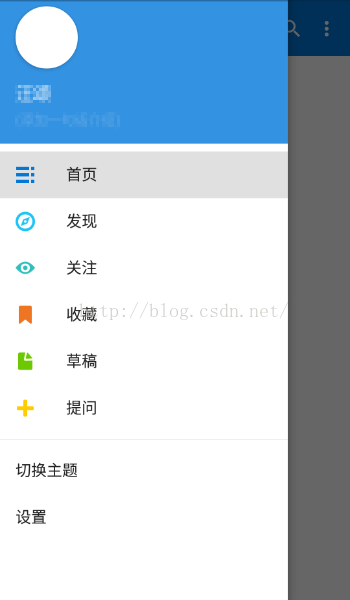 首页
发现
关注
收藏
http://blog.csdn.net/
草稿
提问
切换主题
设置